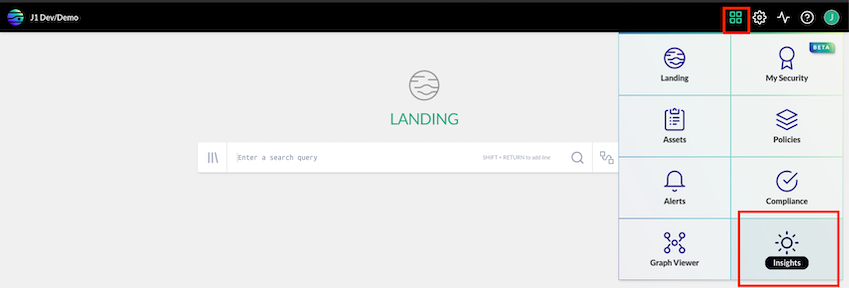 J1 Dev/Demo
J
LANDING
Enter a search query
SHIFT + RETURN to add line
Landing
BETA
My Security
Assets
Policies
Alerts
Compliance
Graph Viewer
Insights